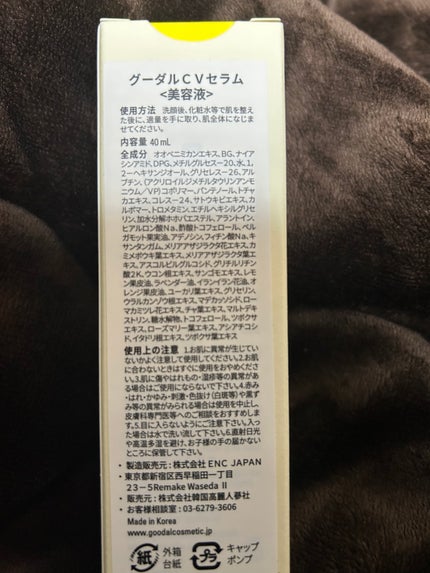 グーダルＣＶセラム
<美容液>
使用方法 洗顔後、化粧水等で肌を整え
た後に、適量を手に取り、肌全体になじま
せてください。
内容量 40 mL
全成分 オオベニミカンエキス、BG、ナイア
シンアミド、DPG、メチルグルセス-20、水、1,
2-ヘキサンジオール、グリセレス-26、アル
ブチン、(アクリロイルジメチルタウリンアンモ
ニウム/VP)コポリマー、パンテノール、トチャ
カエキス、コレス-24、サトウキビエキス、カ
ルボマー、トロメタミン、エチルヘキシルグリセ
リン、加水分解ホホバエステル、アラントイン、
ヒアルロン酸Na、酢酸トコフェロール、ベル
ガモット果実油、アデノシン、フィチン酸Na、キ
サンタンガム、メリアアザジラクタ花エキス、カ
ミメボウキ葉エキス、メリアアザジラクタ葉エ
キス、アスコルビルグルコシド、グリチルリチン
酸2K、ウコン根エキス、サンゴモエキス、レモン
果皮油、ラベンダー油、イランイラン花油、オ
レンジ果皮油、ユーカリ葉エキス、グリセリン、
ウラルカンゾウ根エキス、マデカッソシド、ロー
マカミツレ花エキス、チャ葉エキス、マルトデキ
ストリン、糖水解物、トコフェロール、ツボクサ
エキス、ローズマリー葉エキス、アシアチコシ
ド、イタドリ根エキス、ツボクサ葉エキス
使用上の注意 1.お肌に異常が生じてい
ないかよく注意して使用してください。2.お肌
に合わないときはすぐに使用をおやめくださ
い。3.肌に傷やはれもの・湿疹等の異常があ
る場合はご使用にならないで下さい。4.赤み
・はれ・かゆみ・刺激・色抜け(白斑等)や黒ず
み等の異常がみられる場合は使用を中止し、
皮膚科専門医等へのご相談をおすすめしま
す。5.目に入らないようにご注意下さい。入っ
た場合は水で洗い流して下さい。6.直射日光
や高温多湿を避け、お子様の手の届かない
ところに保管して下さい。
・製造販売元：株式会社 ENC JAPAN
・東京都新宿区西早稲田一丁目
23-5Remake Waseda Ⅱ
・販売元：株式会社韓国高麗人蔘社
・お客様相談室：03-6279-3606
Made in Korea
www.goodalcosmetic.jp
紙 外箱 台紙 プラ キャップ ポンプ